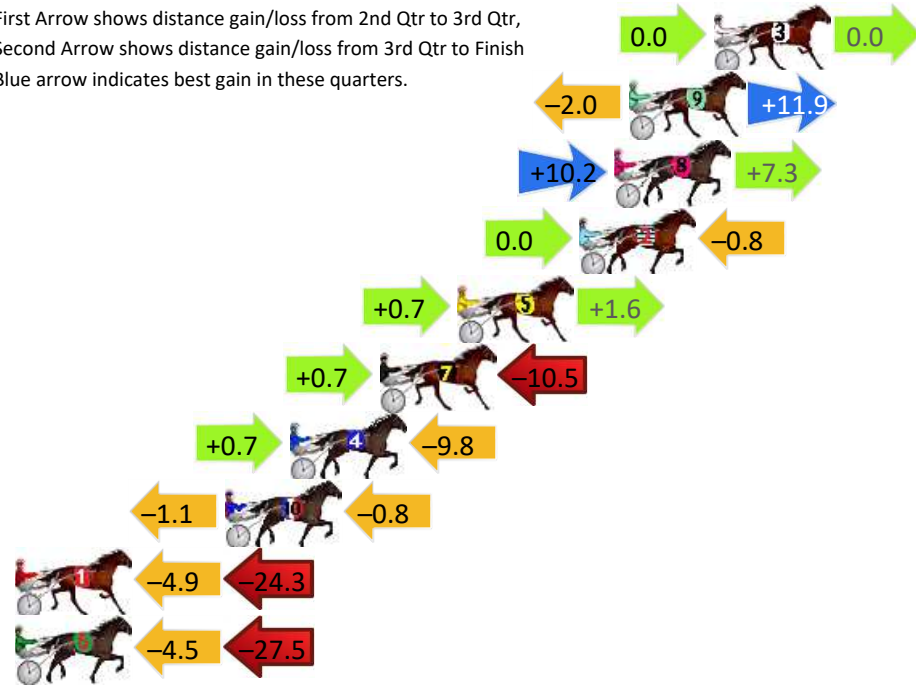 First Arrow shows distance gain/loss from 2nd Qtr to 3rd Qtr,
Second Arrow shows distance gain/loss from 3rd Qtr to Finish
Blue arrow indicates best gain in these quarters.
0.0 3 0.0
–2.0 9 +11.9
+10.2 8 +7.3
0.0 2 –0.8
+0.7 5 +1.6
+0.7 7 –10.5
+0.7 4 –9.8
–1.1 10 –0.8
1 –4.9 –24.3
6 –4.5 –27.5